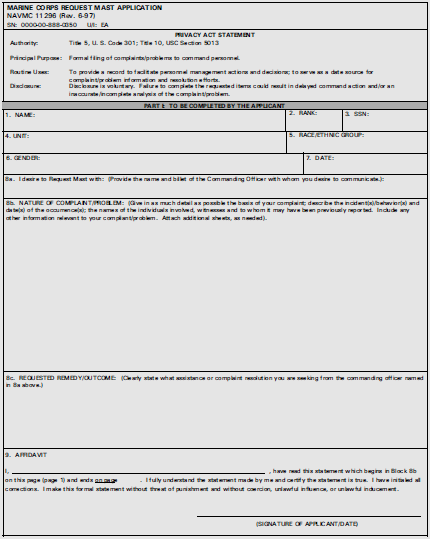 MARINE CORPS REQUEST MAST APPLICATION
NAVMC 11296 (Rev. 6-97)
SN: 0000-00-888-0350 U/I: EA
PRIVACY ACT STATEMENT
Authority: Title 5, U. S. Code 301; Title 10, USC Section 5013
Principal Purpose: Formal filing of complaints/problems to command personnel.
Routine Uses: To provide a record to facilitate personnel management actions and decisions; to serve as a date source for
complaint/problem information and resolution efforts.
Disclosure: Disclosure is voluntary. Failure to complete the requested items could result in delayed command action and/or an
inaccurate/incomplete analysis of the complaint/problem.
PART I: TO BE COMPLETED BY THE APPLICANT
1. NAME: 2. RANK: 3. SSN:
4. UNIT: 5. RACE/ETHNIC GROUP:
6. GENDER: 7. DATE:
8a. I desire to Request Mast with: (Provide the name and billet of the Commanding Officer with whom you desire to communicate.):
8b. NATURE OF COMPLAINT/PROBLEM: (Give in as much detail as possible the basis of your complaint; describe the incident(s)/behavior(s) and
date(s) of the occurrence(s); the names of the individuals involved, witnesses and to whom it may have been previously reported. Include any
other information relevant to your compliant/problem. Attach additional sheets, as needed).
8c. REQUESTED REMEDY/OUTCOME: (Clearly state what assistance or complaint resolution you are seeking from the commanding officer named
in 8a above.)
9. AFFIDAVIT
I, , have read this statement which begins in Block 8b
on this page (page 1) and ends on page . I fully understand the statement made by me and certify the statement is true. I have initialed all
corrections. I make this formal statement without threat of punishment and without coercion, unlawful influence, or unlawful inducement.
(SIGNATURE OF APPLICANT/DATE)